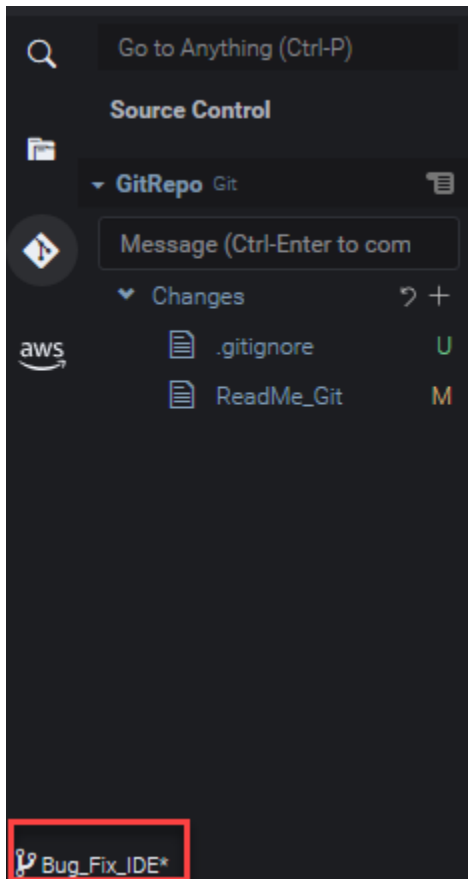 Go to Anything (Ctrl-P)
Source Control
GitRepo Git
Message (Ctrl-Enter to com
Changes
aws
.gitignore U
ReadMe_Git M
Bug_Fix_IDE*